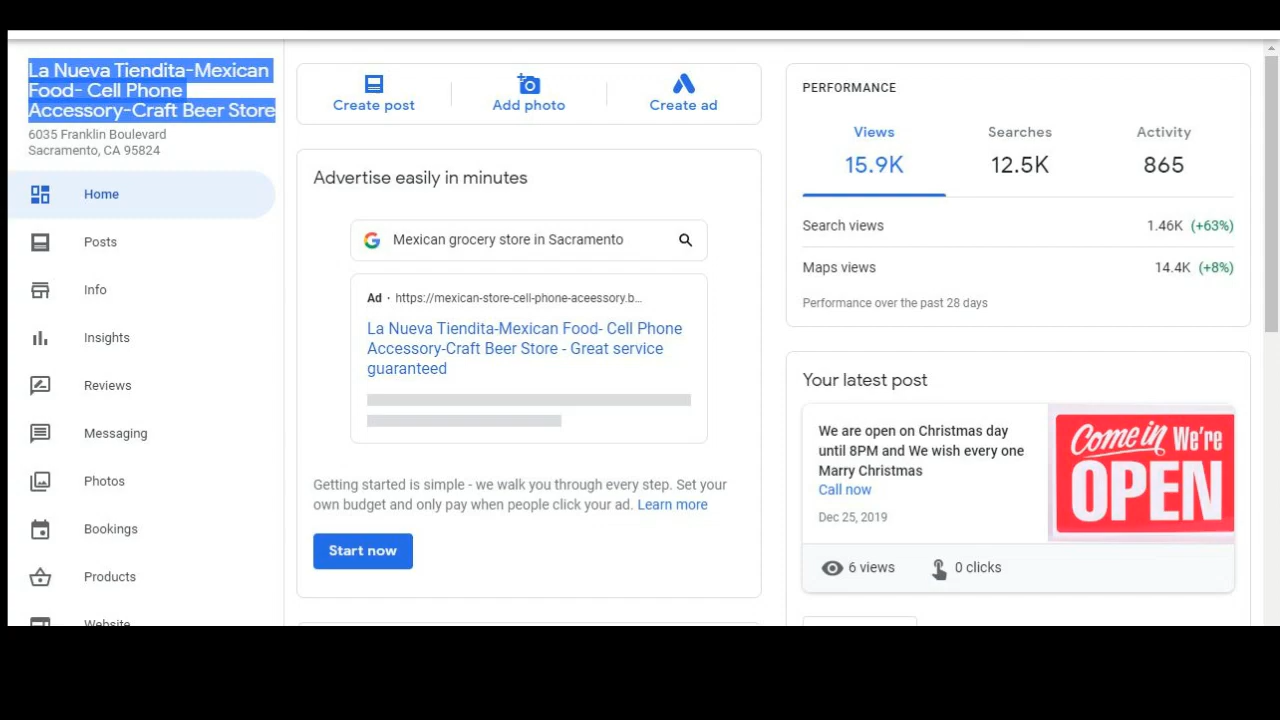 La Nueva Tiendita-Mexican
Food- Cell Phone
Accessory-Craft Beer Store
6035 Franklin Boulevard
Sacramento, CA 95824
Home
Posts
Info
Insights
Reviews
Messaging
Photos
Bookings
Products
Website
Create post
Add photo
Create ad
Advertise easily in minutes
Mexican grocery store in Sacramento
Ad · https://mexican-store-cell-phone-aceessory.b...
La Nueva Tiendita-Mexican Food- Cell Phone
Accessory-Craft Beer Store - Great service
guaranteed
Getting started is simple - we walk you through every step. Set your
own budget and only pay when people click your ad. Learn more
Start now
PERFORMANCE
Views Searches Activity
15.9K 12.5K 865
Search views 1.46K (+63%)
Maps views 14.4K (+8%)
Performance over the past 28 days
Your latest post
We are open on Christmas day
until 8PM and We wish every one
Marry Christmas
Call now
Dec 25, 2019
Come in We're
OPEN
6 views 0 clicks